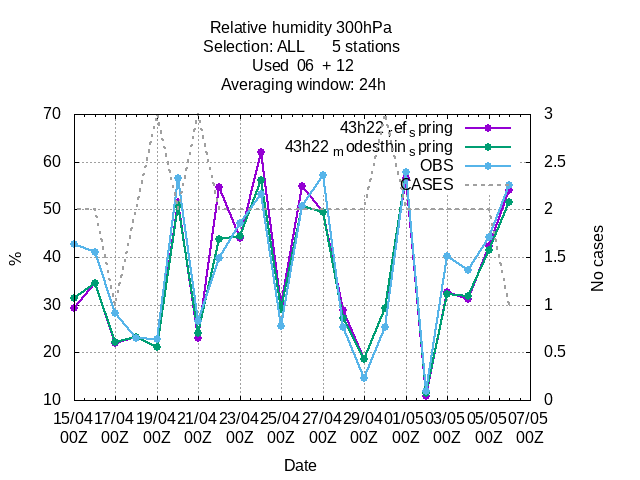 Relative humidity 300hPa
Selection: ALL 5 stations
Used 06 + 12
Averaging window: 24h
43h22_ref_spring
43h22_modesthin_spring
OBS
CASES
70
60
50
40
30
20
10
%
3
2.5
2
1.5
1
0.5
0
No cases
15/04 17/04 19/04 21/04 23/04 25/04 27/04 29/04 01/05 03/05 05/05 07/05
00Z 00Z 00Z 00Z 00Z 00Z 00Z 00Z 00Z 00Z 00Z 00Z
Date